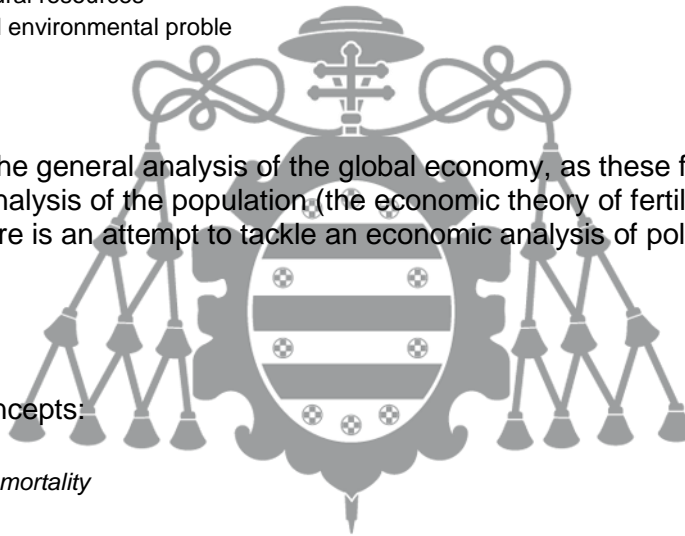 ural resources
environmental proble
he general analysis of the global economy, as these f
nalysis of the population (the economic theory of fertil
re is an attempt to tackle an economic analysis of pol
ncepts:
mortality